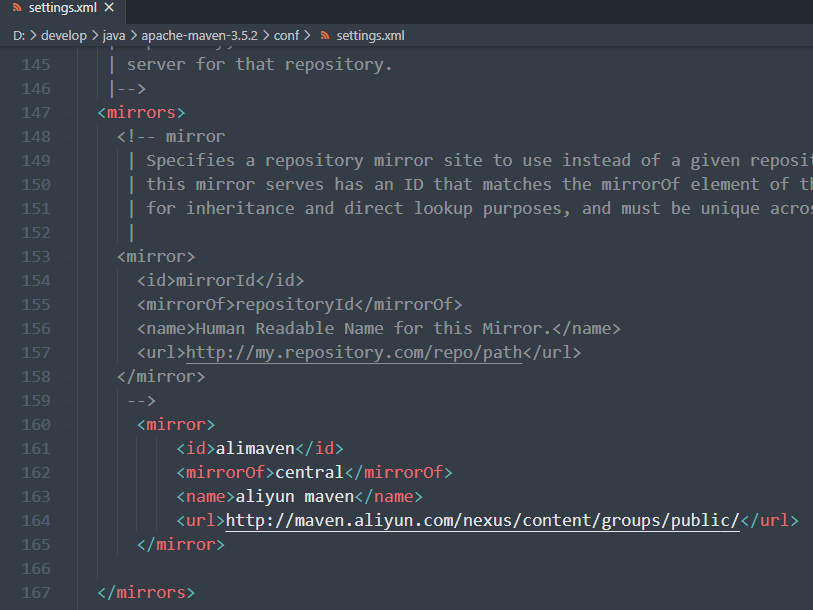 settings.xml ×
D: > develop > java > apache-maven-3.5.2 > conf > settings.xml
145 | server for that repository.
146 |-->
147 <mirrors>
148 <!-- mirror
149 | Specifies a repository mirror site to use instead of a given
150 | this mirror serves has an ID that matches the mirrorOf element of
151 | for inheritance and direct lookup purposes, and must be unique
152 |
153 <mirror>
154 <id>mirrorId</id>
155 <mirrorOf>repositoryId</mirrorOf>
156 <name>Human Readable Name for this Mirror.</name>
157 <url>http://my.repository.com/repo/path</url>
158 </mirror>
159 -->
160 <mirror>
161 <id>alimaven</id>
162 <mirrorOf>central</mirrorOf>
163 <name>aliyun maven</name>
164 <url>http://maven.aliyun.com/nexus/content/groups/public/</url>
165 </mirror>
166
167 </mirrors>